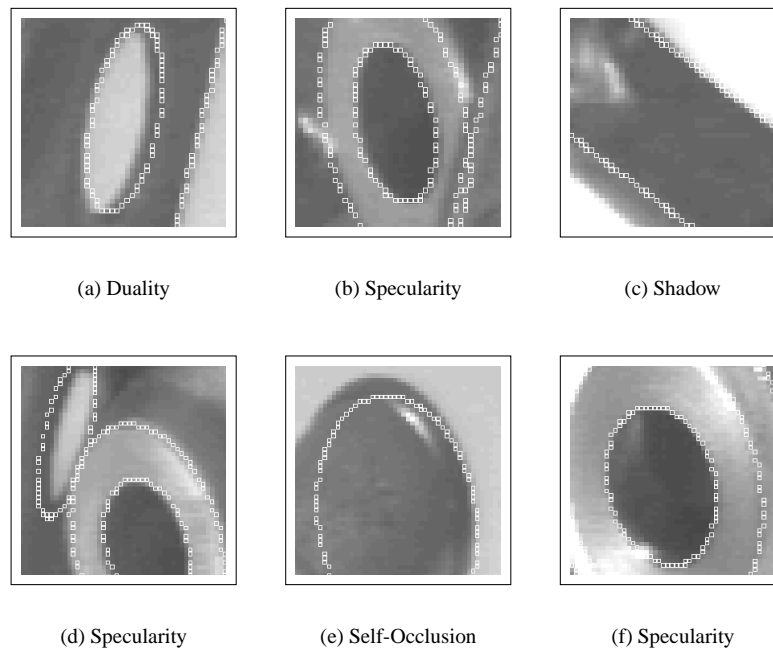 (a) Duality
(b) Specularity
(c) Shadow
(d) Specularity
(e) Self-Occlusion
(f) Specularity